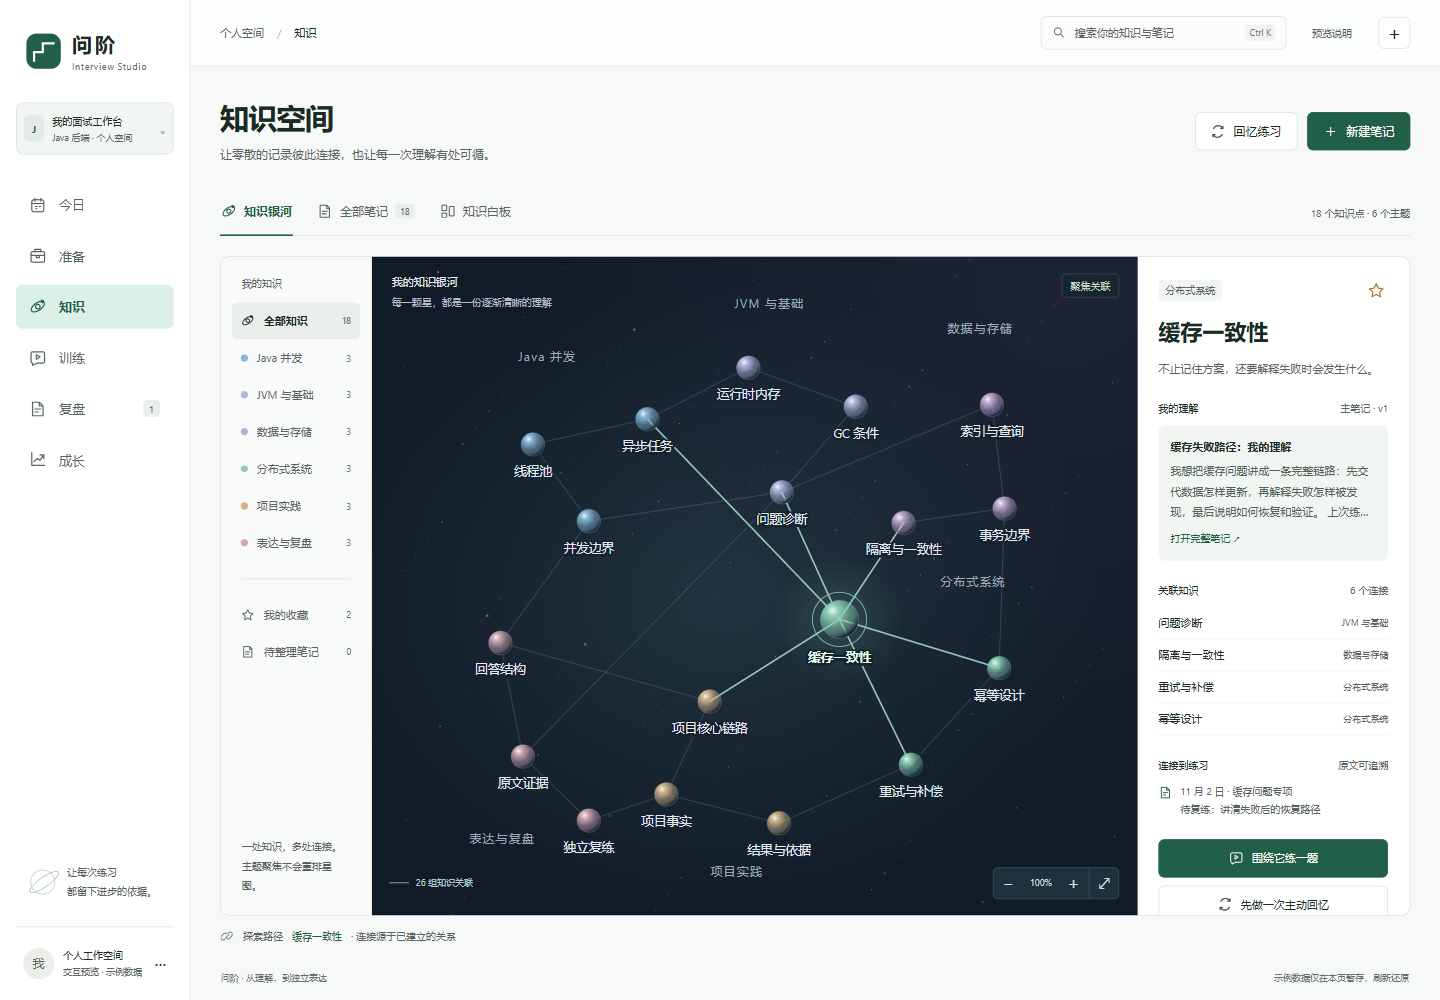 问阶
Interview Studio
J
我的面试工作台
Java 后端 · 个人空间
今日
准备
知识
训练
复盘
1
成长
让每次练习
都留下进步的依据。
我
个人工作空间
交互预览 · 示例数据
个人空间 / 知识
搜索你的知识与笔记
Ctrl K
预览说明
知识空间
让零散的记录彼此连接，也让每一次理解有处可循。
回忆练习
新建笔记
知识银河
全部笔记
18
知识白板
18 个知识点 · 6 个主题
我的知识
全部知识 18
Java 并发 3
JVM 与基础 3
数据与存储 3
分布式系统 3
项目实践 3
表达与复盘 3
我的收藏 2
待整理笔记 0
一处知识，多处连接。
主题聚焦不会重排星
图。
我的知识银河
每一颗星，都是一份逐渐清晰的理解
聚焦关联
JVM 与基础
数据与存储
Java 并发
运行时内存
GC 条件
索引与查询
异步任务
线程池
问题诊断
并发边界
隔离与一致性
事务边界
分布式系统
缓存一致性
回答结构
幂等设计
项目核心链路
原文证据
重试与补偿
项目事实
表达与复盘
独立复练
结果与依据
项目实践
26 组知识关联
100%
分布式系统
缓存一致性
不止记住方案，还要解释失败时会发生什么。
我的理解
主笔记 · v1
缓存失败路径：我的理解
我想把缓存问题讲成一条完整链路：先交
代数据怎样更新，再解释失败怎样被发
现，最后说明如何恢复和验证。 上次练...
打开完整笔记 ↗
关联知识
6 个连接
问题诊断 JVM 与基础
隔离与一致性 数据与存储
重试与补偿 分布式系统
幂等设计 分布式系统
连接到练习
原文可追溯
11 月 2 日 · 缓存问题专项
待复练：讲清失败后的恢复路径
围绕它练一题
先做一次主动回忆
探索路径 缓存一致性 · 连接源于已建立的关系
问阶 · 从理解，到独立表达
示例数据仅在本页暂存，刷新还原